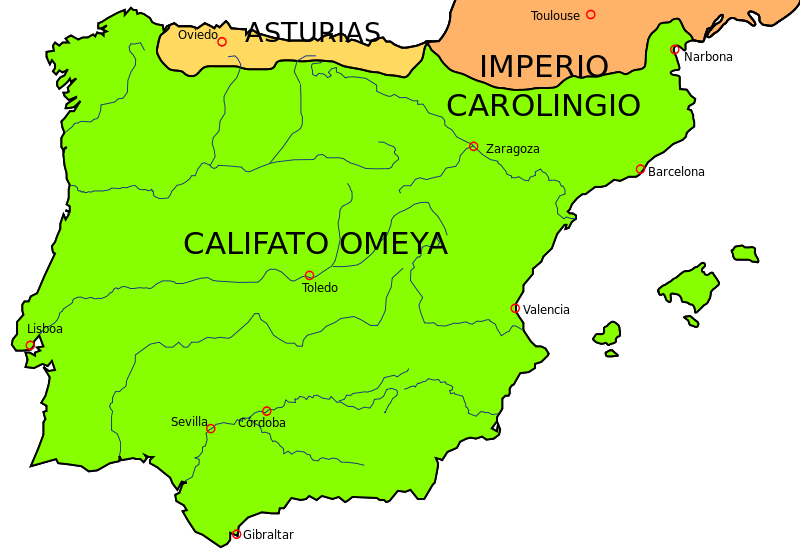 Toulouse
Oviedo
ASTURIAS
Narbona
IMPERIO
CAROLINGIO
Zaragoza
Barcelona
CALIFATO OMEYA
Toledo
Valencia
Lisboa
Sevilla
Córdoba
Gibraltar